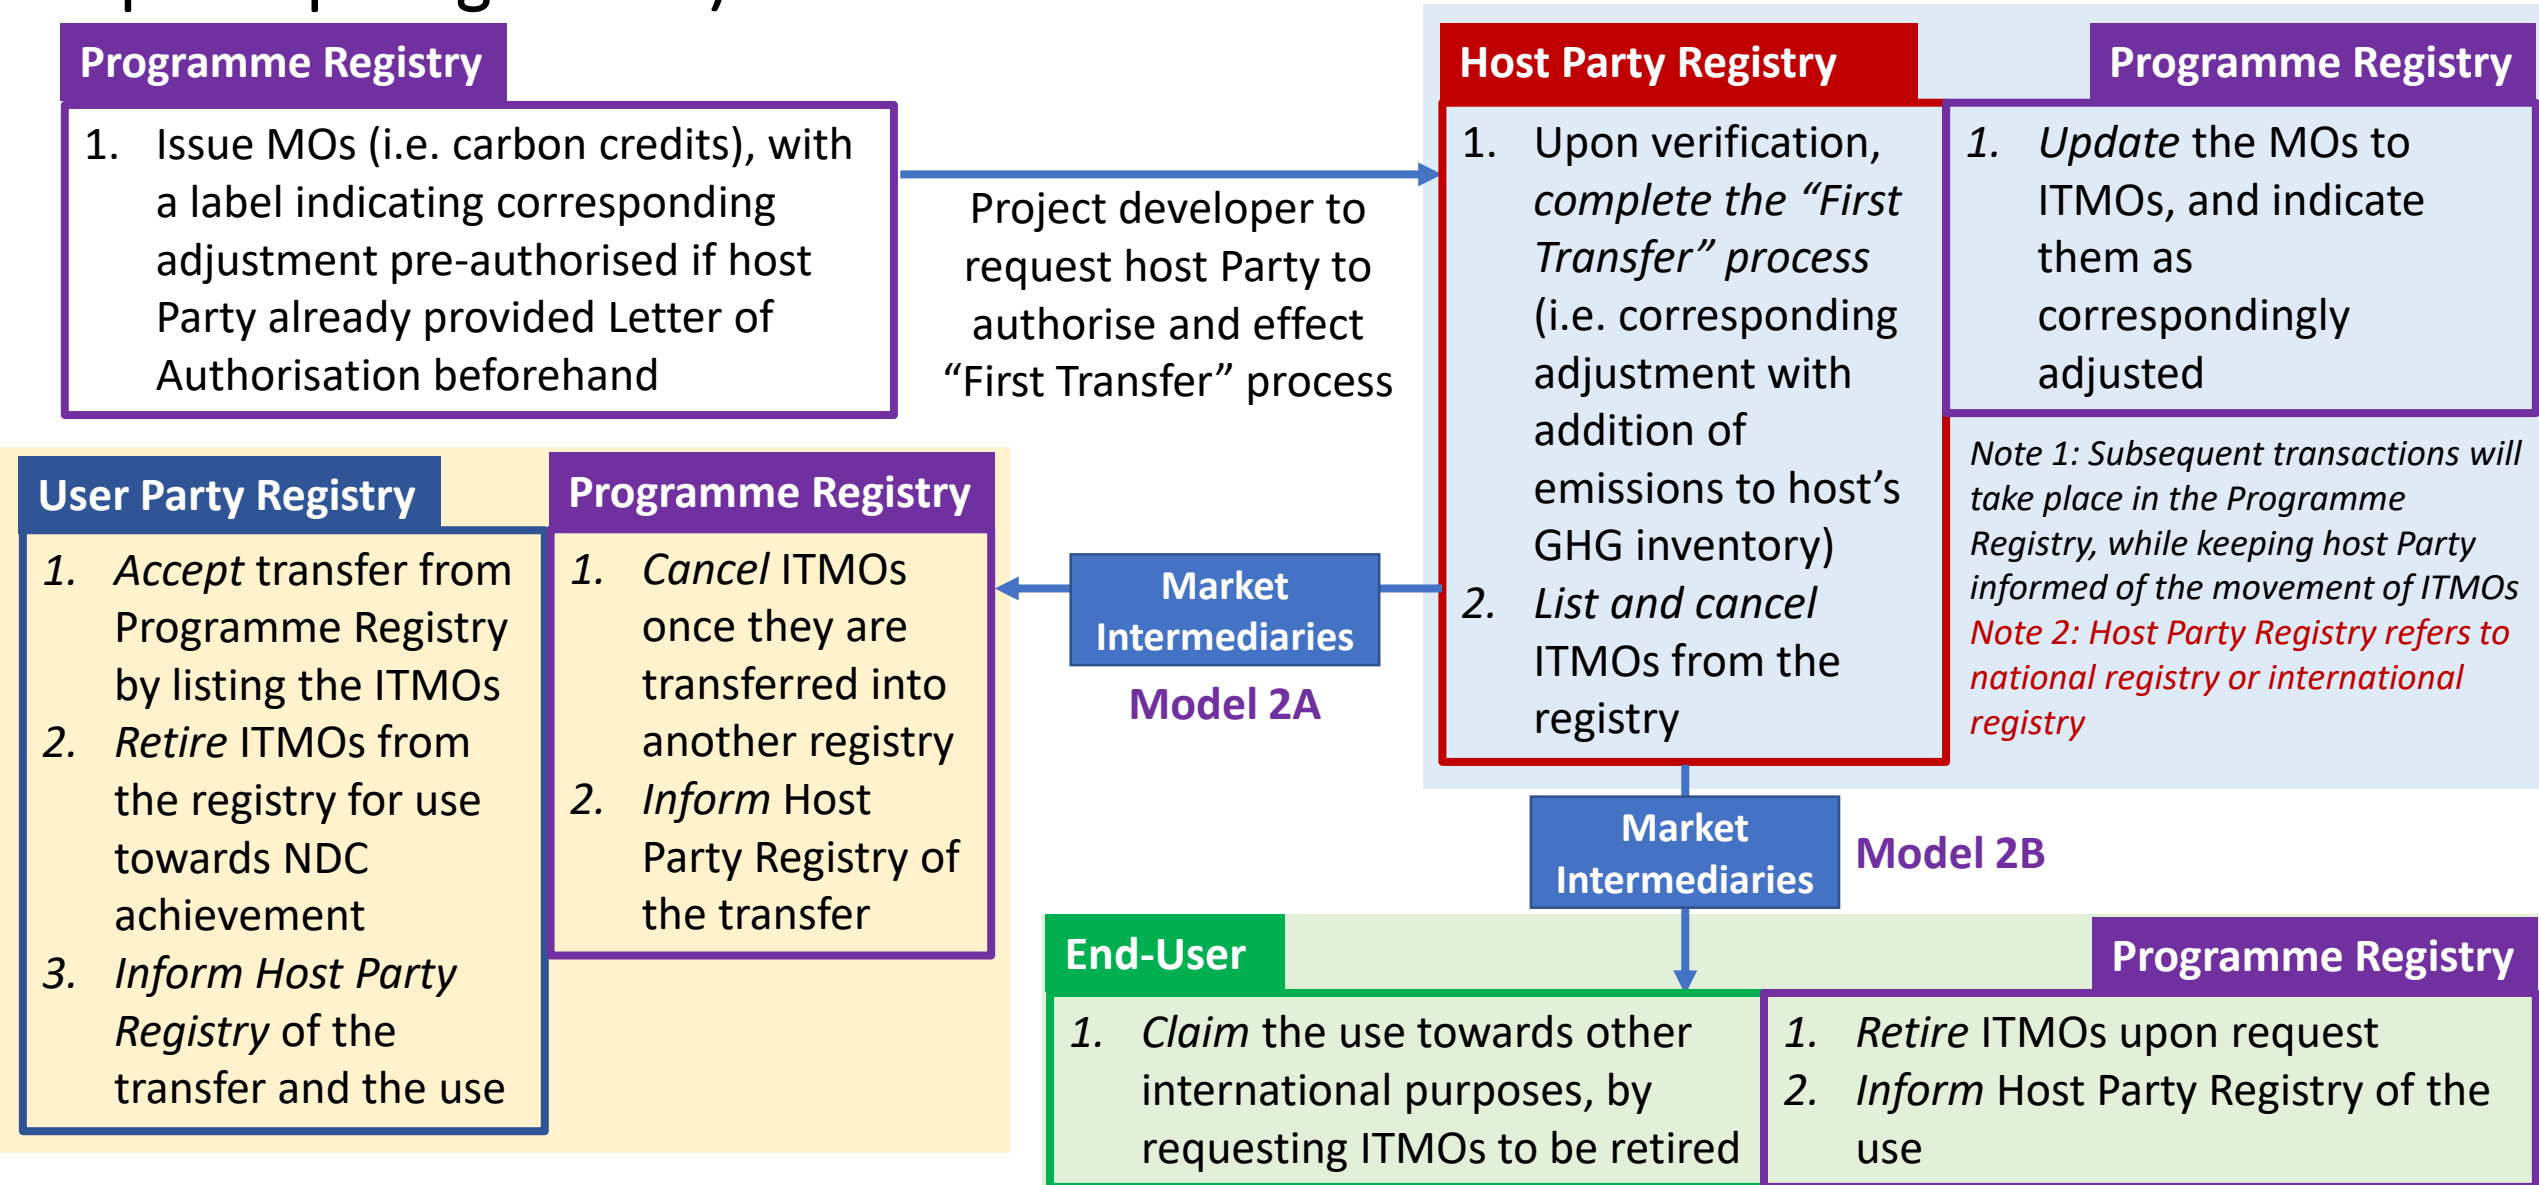 Programme Registry
1. Issue MOs (i.e. carbon credits), with
a label indicating corresponding
adjustment pre-authorised if host
Party already provided Letter of
Authorisation beforehand
Project developer to
request host Party to
authorise and effect
“First Transfer” process
Host Party Registry
1. Upon verification,
complete the “First
Transfer” process
(i.e. corresponding
adjustment with
addition of
emissions to host’s
GHG inventory)
2. List and cancel
ITMOs from the
registry
Programme Registry
1. Update the MOs to
ITMOs, and indicate
them as
correspondingly
adjusted
Note 1: Subsequent transactions will
take place in the Programme
Registry, while keeping host Party
informed of the movement of ITMOs
Note 2: Host Party Registry refers to
national registry or international
registry
Market
Intermediaries
Model 2A
User Party Registry
1. Accept transfer from
Programme Registry
by listing the ITMOs
2. Retire ITMOs from
the registry for use
towards NDC
achievement
3. Inform Host Party
Registry of the
transfer and the use
Programme Registry
1. Cancel ITMOs
once they are
transferred into
another registry
2. Inform Host
Party Registry of
the transfer
Market
Intermediaries
Model 2B
End-User
1. Claim the use towards other
international purposes, by
requesting ITMOs to be retired
Programme Registry
1. Retire ITMOs upon request
2. Inform Host Party Registry of the
use